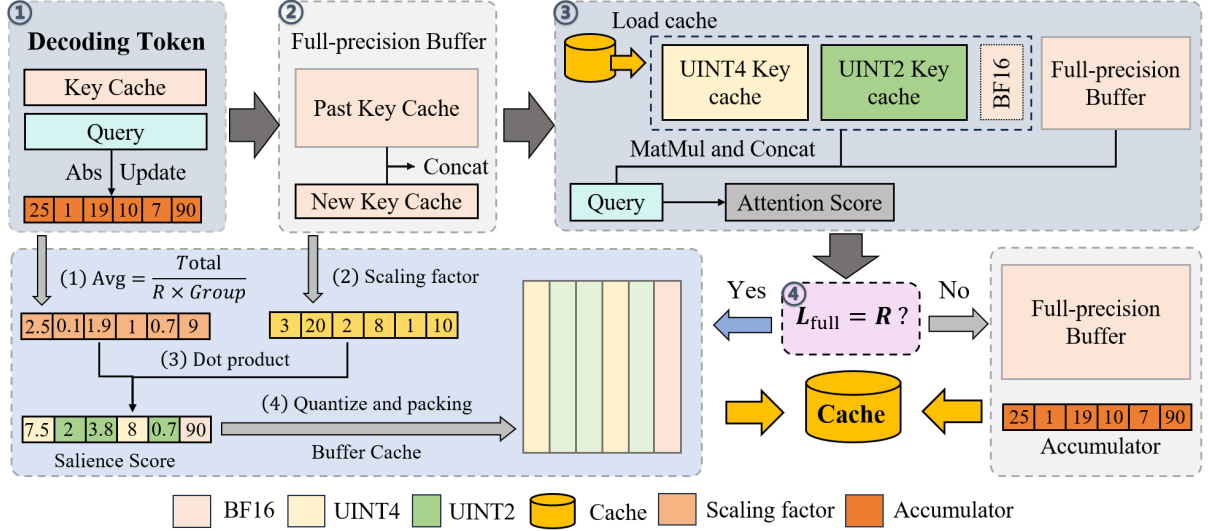 ①
Decoding Token
Key Cache
Query
Abs Update
25 1 19 10 7 90
②
Full-precision Buffer
Past Key Cache
Concat
New Key Cache
③
Load cache
UINT4 Key
cache
UINT2 Key
cache
BF16
Full-precision
Buffer
MatMul and Concat
Query
Attention Score
(1) Avg = Total / R × Group
2.5 0.1 1.9 1 0.7 9
(2) Scaling factor
3 20 2 8 1 10
(3) Dot product
7.5 2 3.8 8 0.7 90
Salience Score
(4) Quantize and packing
Buffer Cache
Yes
④
L_full = R ?
No
Cache
Full-precision
Buffer
25 1 19 10 7 90
Accumulator
BF16
UINT4
UINT2
Cache
Scaling factor
Accumulator